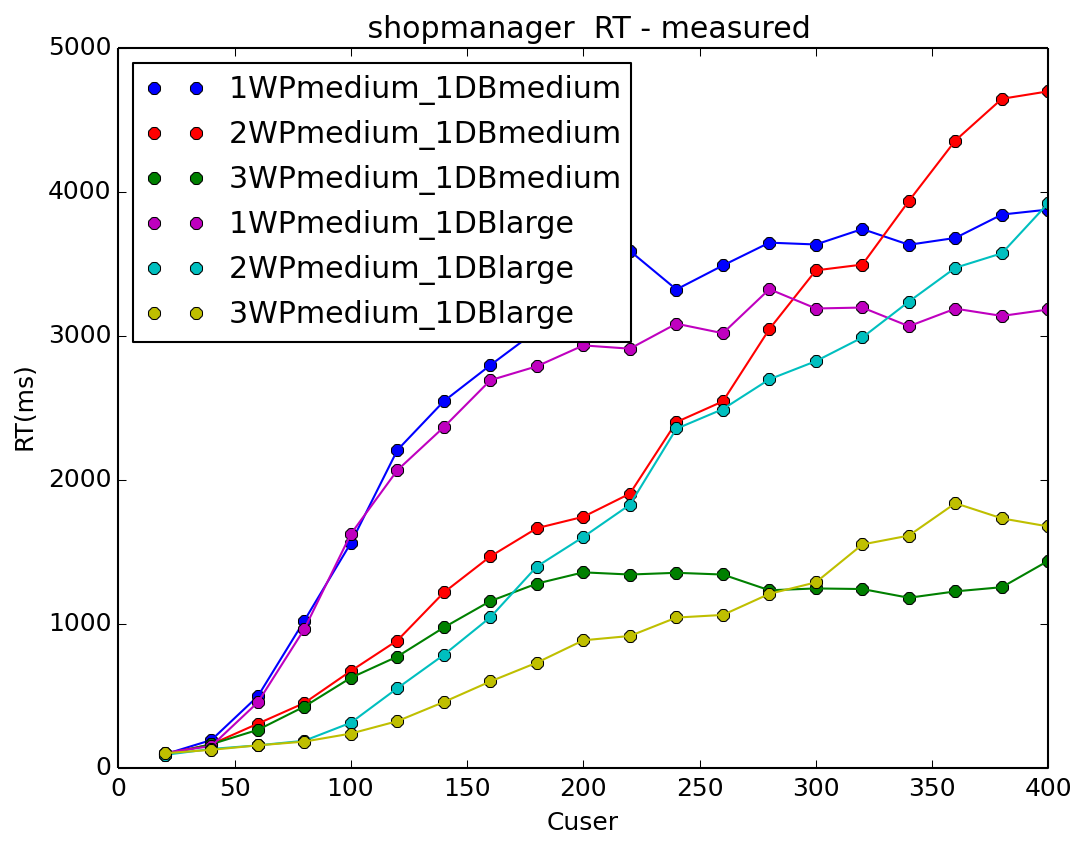 shopmanager  RT - measured
5000
4000
3000
2000
1000
0
RT(ms)
1WPmedium_1DBmedium
2WPmedium_1DBmedium
3WPmedium_1DBmedium
1WPmedium_1DBlarge
2WPmedium_1DBlarge
3WPmedium_1DBlarge
0 50 100 150 200 250 300 350 400
Cuser